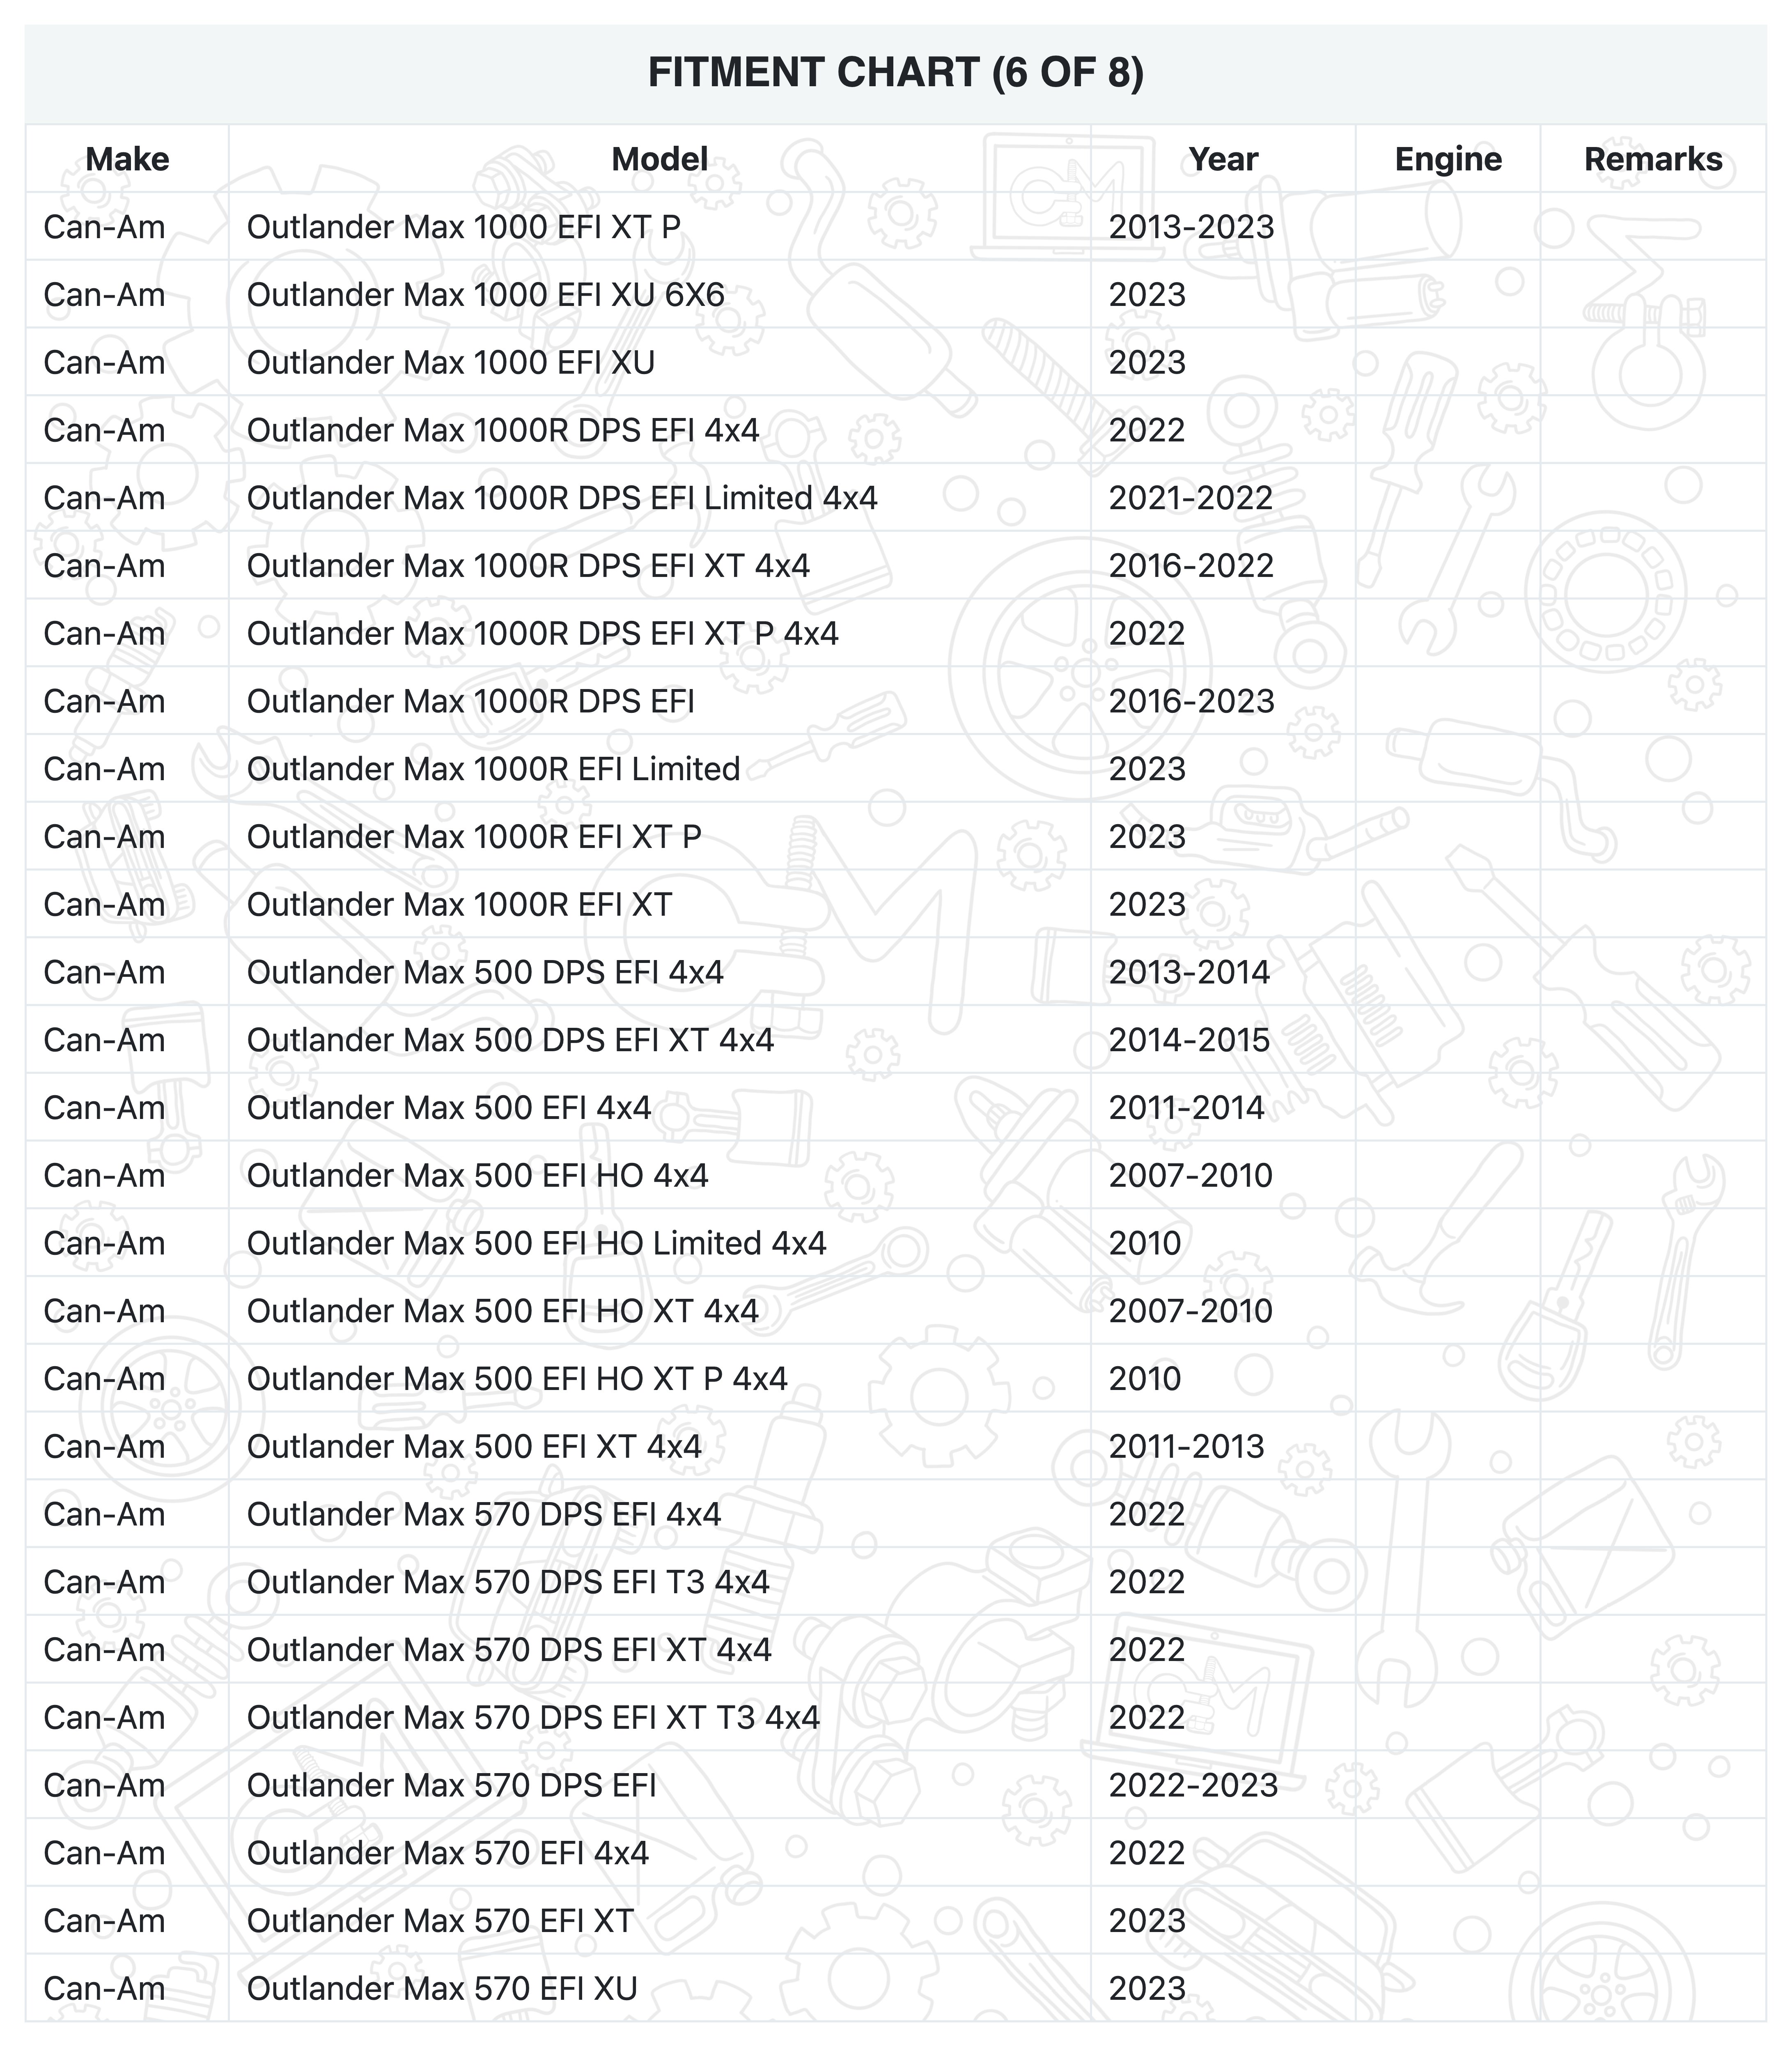 FITMENT CHART (6 OF 8)
Make Model Year Engine Remarks
Can-Am Outlander Max 1000 EFI XT P 2013-2023
Can-Am Outlander Max 1000 EFI XU 6X6 2023
Can-Am Outlander Max 1000 EFI XU 2023
Can-Am Outlander Max 1000R DPS EFI 4x4 2022
Can-Am Outlander Max 1000R DPS EFI Limited 4x4 2021-2022
Can-Am Outlander Max 1000R DPS EFI XT 4x4 2016-2022
Can-Am Outlander Max 1000R DPS EFI XT P 4x4 2022
Can-Am Outlander Max 1000R DPS EFI 2016-2023
Can-Am Outlander Max 1000R EFI Limited 2023
Can-Am Outlander Max 1000R EFI XT P 2023
Can-Am Outlander Max 1000R EFI XT 2023
Can-Am Outlander Max 500 DPS EFI 4x4 2013-2014
Can-Am Outlander Max 500 DPS EFI XT 4x4 2014-2015
Can-Am Outlander Max 500 EFI 4x4 2011-2014
Can-Am Outlander Max 500 EFI HO 4x4 2007-2010
Can-Am Outlander Max 500 EFI HO Limited 4x4 2010
Can-Am Outlander Max 500 EFI HO XT 4x4 2007-2010
Can-Am Outlander Max 500 EFI HO XT P 4x4 2010
Can-Am Outlander Max 500 EFI XT 4x4 2011-2013
Can-Am Outlander Max 570 DPS EFI 4x4 2022
Can-Am Outlander Max 570 DPS EFI T3 4x4 2022
Can-Am Outlander Max 570 DPS EFI XT 4x4 2022
Can-Am Outlander Max 570 DPS EFI XT T3 4x4 2022
Can-Am Outlander Max 570 DPS EFI 2022-2023
Can-Am Outlander Max 570 EFI 4x4 2022
Can-Am Outlander Max 570 EFI XT 2023
Can-Am Outlander Max 570 EFI XU 2023